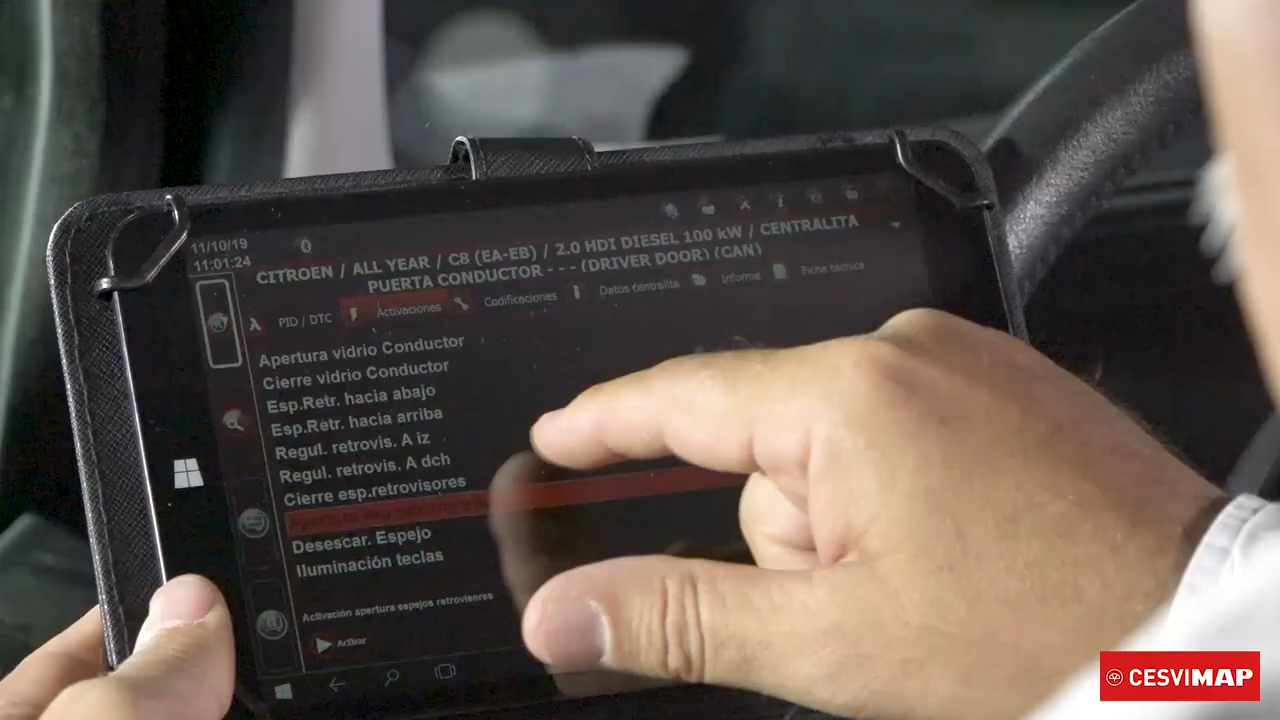 11/10/19
11:01:24
CITROEN / ALL YEAR / C8 (EA-EB) / 2.0 HDI DIESEL 100 kW / CENTRALITA
PUERTA CONDUCTOR - - - (DRIVER DOOR) (CAN)
PID / DTC Activaciones Codificaciones Datos centralita Informe Ficha técnica
Apertura vidrio Conductor
Cierre vidrio Conductor
Esp.Retr. hacia abajo
Esp.Retr. hacia arriba
Regul. retrovis. A iz
Regul. retrovis. A dch
Cierre esp.retrovisores
Desescar. Espejo
Iluminación teclas
Activación apertura espejos retrovisores
Activar
CESVIMAP